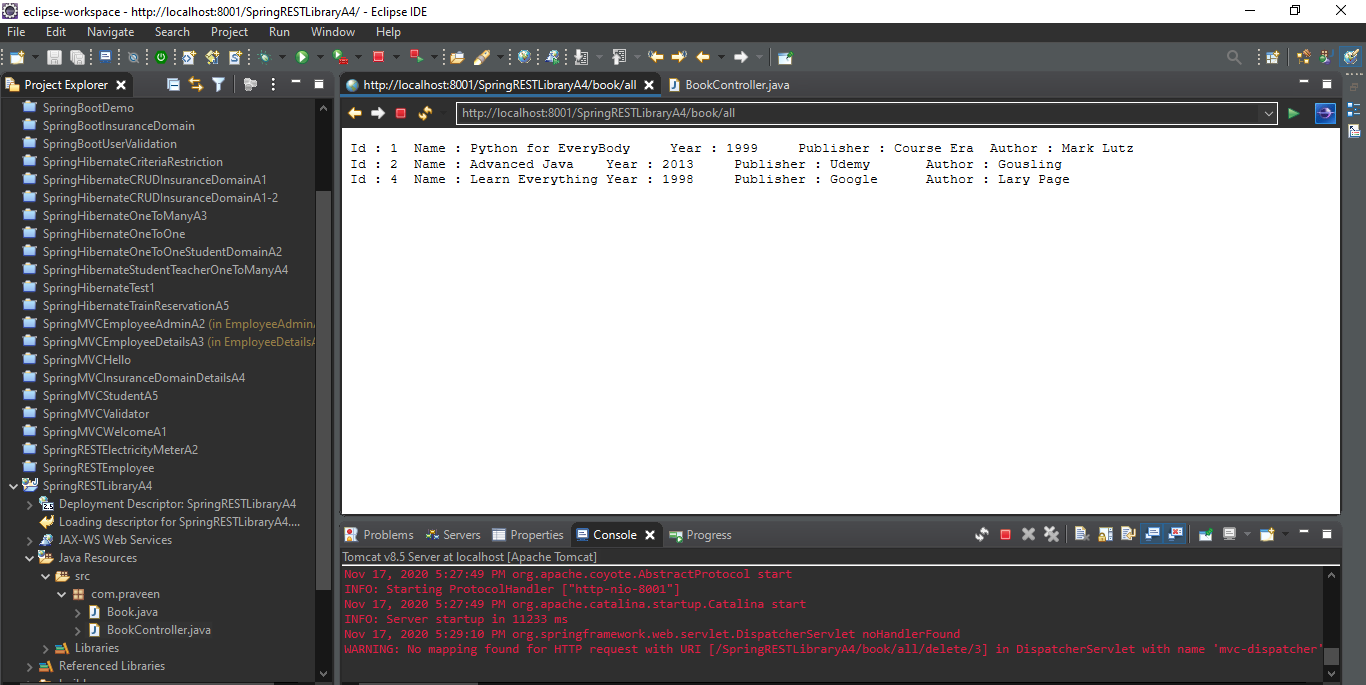 eclipse-workspace - http://localhost:8001/SpringRESTLibraryA4/ - Eclipse IDE
File Edit Navigate Search Project Run Window Help
Project Explorer
SpringBootDemo
SpringBootInsuranceDomain
SpringBootUserValidation
SpringHibernateCriteriaRestriction
SpringHibernateCRUDInsuranceDomainA1
SpringHibernateCRUDInsuranceDomainA1-2
SpringHibernateOneToManyA3
SpringHibernateOneToOne
SpringHibernateOneToOneStudentDomainA2
SpringHibernateStudentTeacherOneToManyA4
SpringHibernateTest1
SpringHibernateTrainReservationA5
SpringMVCEmployeeAdminA2 (in EmployeeAdmin
SpringMVCEmployeeDetailsA3 (in EmployeeDetails
SpringMVCHello
SpringMVCInsuranceDomainDetailsA4
SpringMVCStudentA5
SpringMVCValidator
SpringMVCWelcomeA1
SpringRESTElectricityMeterA2
SpringRESTEmployee
SpringRESTLibraryA4
Deployment Descriptor: SpringRESTLibraryA4
Loading descriptor for SpringRESTLibraryA4....
JAX-WS Web Services
Java Resources
src
com.praveen
Book.java
BookController.java
Libraries
Referenced Libraries
http://localhost:8001/SpringRESTLibraryA4/book/all BookController.java
http://localhost:8001/SpringRESTLibraryA4/book/all
Id : 1 Name : Python for EveryBody Year : 1999 Publisher : Course Era Author : Mark Lutz
Id : 2 Name : Advanced Java Year : 2013 Publisher : Udemy Author : Gousling
Id : 4 Name : Learn Everything Year : 1998 Publisher : Google Author : Lary Page
Problems Servers Properties Console Progress
Tomcat v8.5 Server at localhost [Apache Tomcat]
Nov 17, 2020 5:27:49 PM org.apache.coyote.AbstractProtocol start
INFO: Starting ProtocolHandler ["http-nio-8001"]
Nov 17, 2020 5:27:49 PM org.apache.catalina.startup.Catalina start
INFO: Server startup in 11233 ms
Nov 17, 2020 5:29:10 PM org.springframework.web.servlet.DispatcherServlet noHandlerFound
WARNING: No mapping found for HTTP request with URI [/SpringRESTLibraryA4/book/all/delete/3] in DispatcherServlet with name 'mvc-dispatcher'